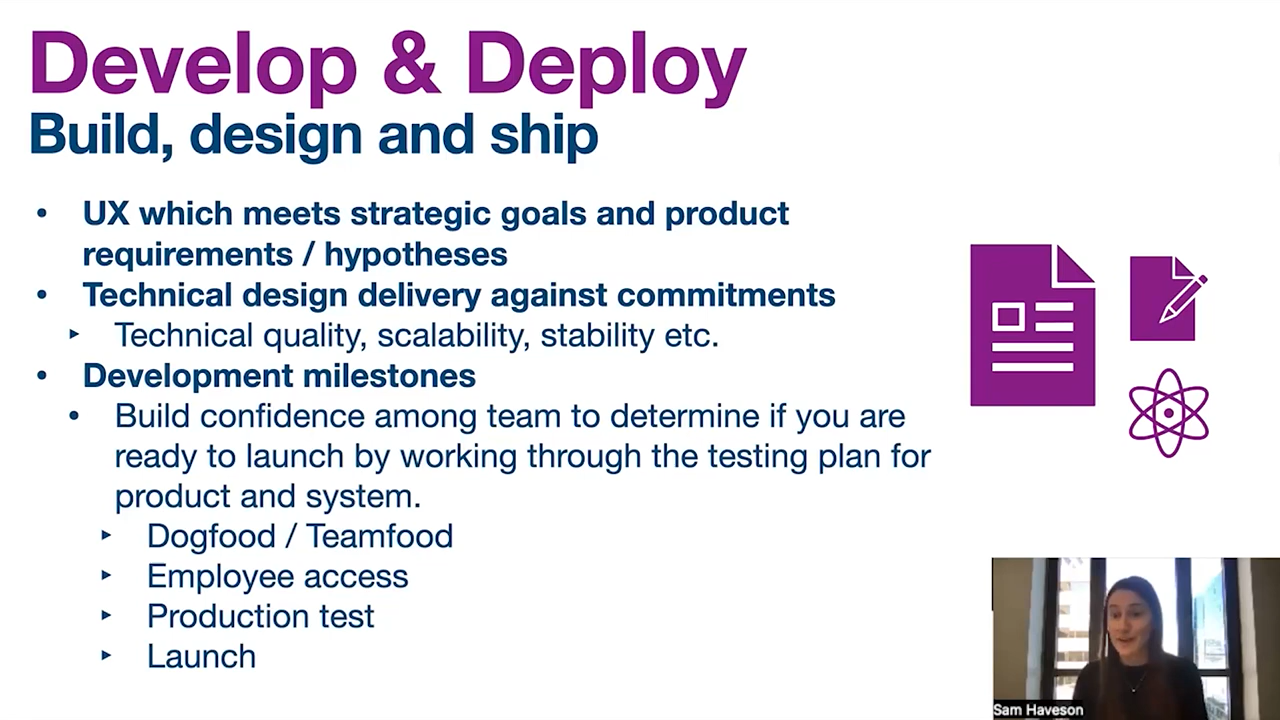 Develop & Deploy
Build, design and ship
• UX which meets strategic goals and product
requirements / hypotheses
• Technical design delivery against commitments
‣ Technical quality, scalability, stability etc.
• Development milestones
• Build confidence among team to determine if you are
ready to launch by working through the testing plan for
product and system.
‣ Dogfood / Teamfood
‣ Employee access
‣ Production test
‣ Launch
Sam Haveson